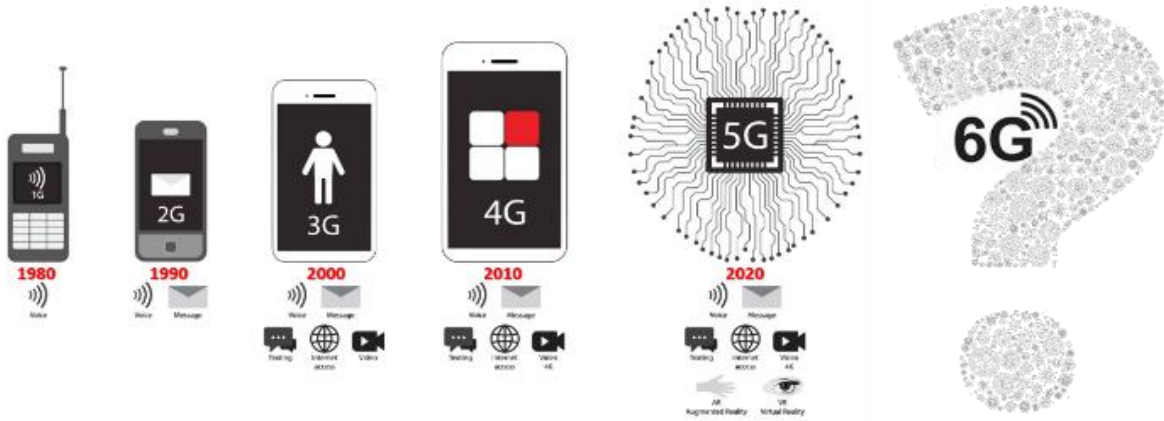 1G
1980
Voice
2G
1990
Voice Message
3G
2000
Voice Message
Texting Internet access Video
4G
2010
Voice Message
Texting Internet access Video 4K
5G
2020
Voice Message
Texting Internet access Video 4K
AR Augmented Reality VR Virtual Reality
6G